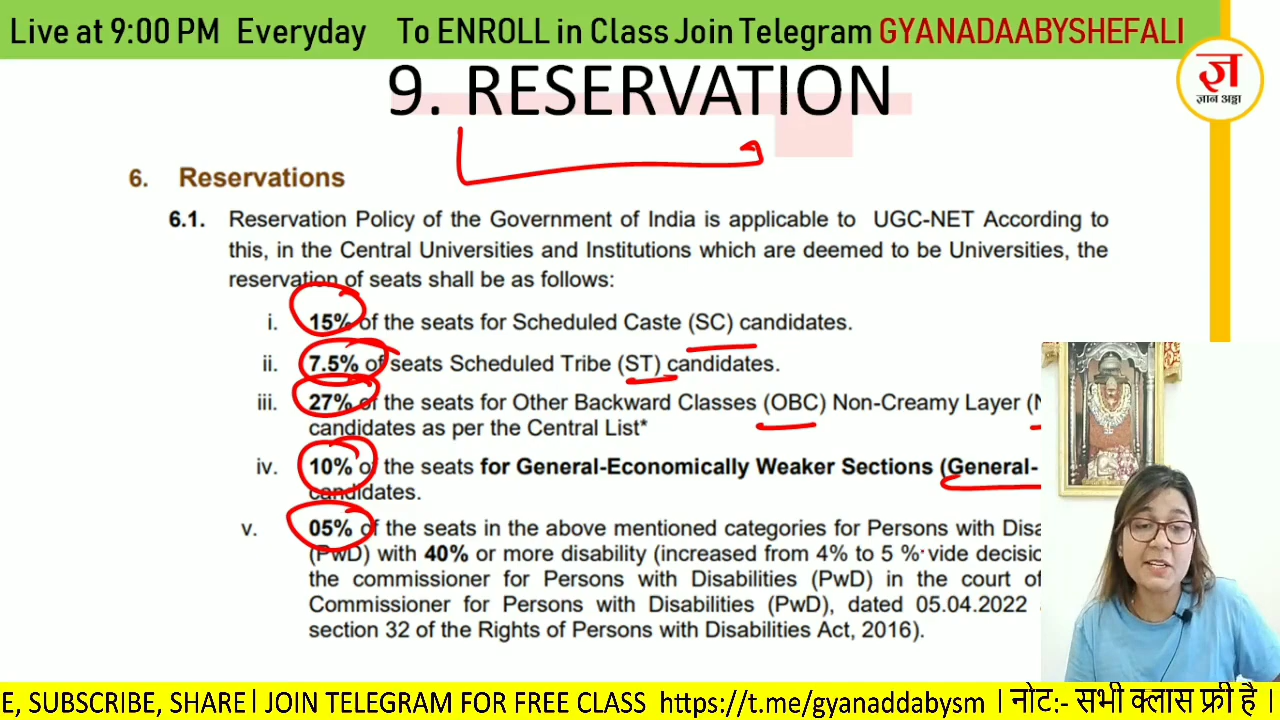 Live at 9:00 PM Everyday To ENROLL in Class Join Telegram GYANADAABYSHEFALI
ज्ञ
ज्ञान अड्डा
9. RESERVATION
6. Reservations
6.1. Reservation Policy of the Government of India is applicable to UGC-NET According to
this, in the Central Universities and Institutions which are deemed to be Universities, the
reservation of seats shall be as follows:
i. 15% of the seats for Scheduled Caste (SC) candidates.
ii. 7.5% of seats Scheduled Tribe (ST) candidates.
iii. 27% of the seats for Other Backward Classes (OBC) Non-Creamy Layer (
candidates as per the Central List*
iv. 10% of the seats for General-Economically Weaker Sections (General-
candidates.
v. 05% of the seats in the above mentioned categories for Persons with Disa
(PwD) with 40% or more disability (increased from 4% to 5 % vide decisio
the commissioner for Persons with Disabilities (PwD) in the court of
Commissioner for Persons with Disabilities (PwD), dated 05.04.2022
section 32 of the Rights of Persons with Disabilities Act, 2016).
E, SUBSCRIBE, SHARE। JOIN TELEGRAM FOR FREE CLASS https://t.me/gyanaddabysm । नोट:- सभी क्लास फ्री है ।